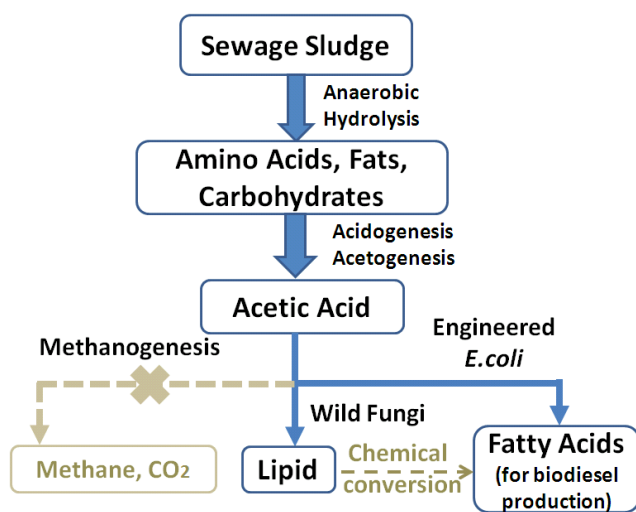 Sewage Sludge
Anaerobic
Hydrolysis
Amino Acids, Fats,
Carbohydrates
Acidogenesis
Acetogenesis
Acetic Acid
Methanogenesis
Engineered
E.coli
Wild Fungi
Methane, CO2
Lipid
Chemical
conversion
Fatty Acids
(for biodiesel
production)